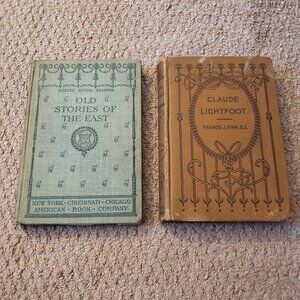 ECLECTIC SCHOOL READINGS
OLD
STORIES OF
THE EAST
NEW YORK · CINCINNATI · CHICAGO
AMERICAN · BOOK · COMPANY
CLAUDE
LIGHTFOOT
FRANCIS J. FINN, S.J.